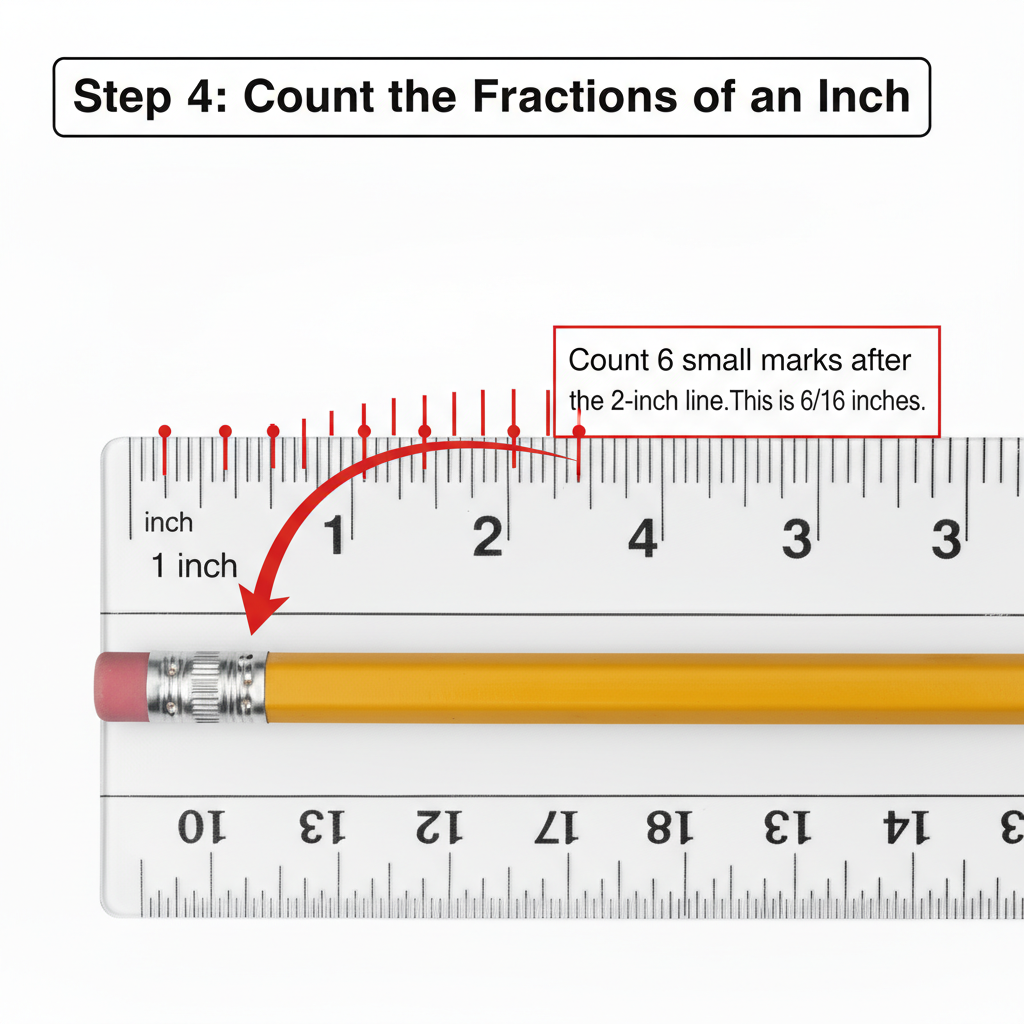 Step 4: Count the Fractions of an Inch
Count 6 small marks after
the 2-inch line.This is 6/16 inches.
inch
1 inch
1 2 4 3 3
10 13 12 17 18 13 14 3